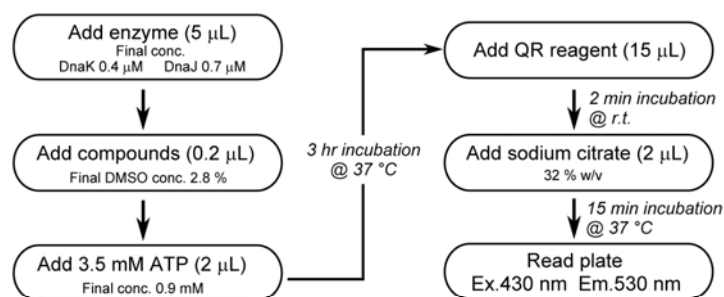 Add enzyme (5 μL)
Final conc.
DnaK 0.4 μM DnaJ 0.7 μM
Add compounds (0.2 μL)
Final DMSO conc. 2.8 %
Add 3.5 mM ATP (2 μL)
Final conc. 0.9 mM
3 hr incubation
@ 37 °C
Add QR reagent (15 μL)
2 min incubation
@ r.t.
Add sodium citrate (2 μL)
32 % w/v
15 min incubation
@ 37 °C
Read plate
Ex.430 nm Em.530 nm